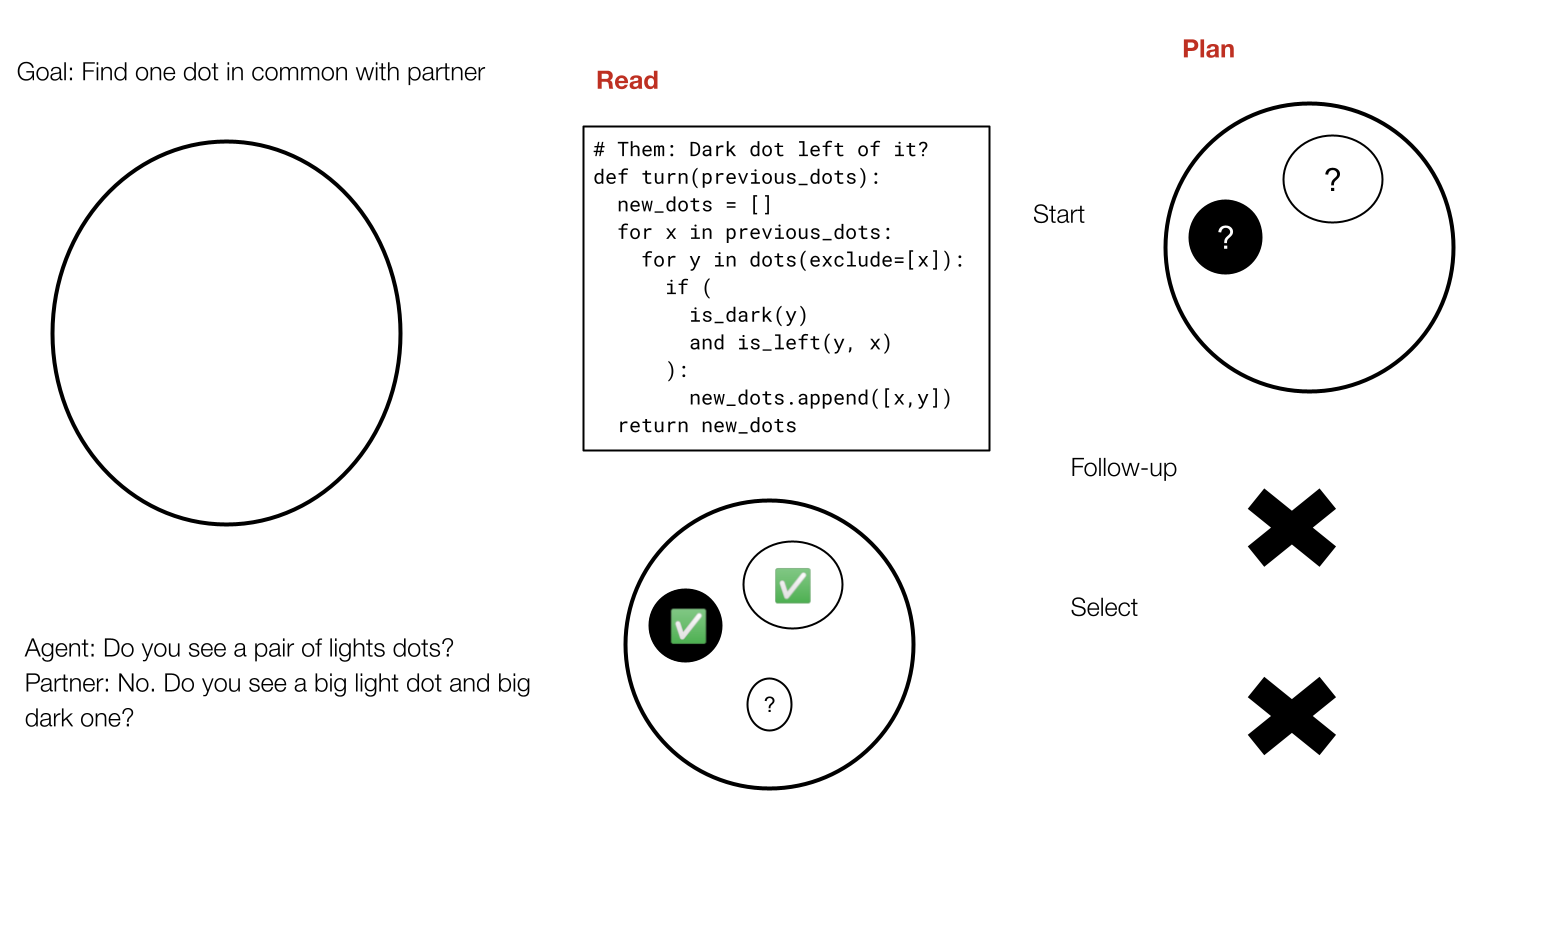 Goal: Find one dot in common with partner
Agent: Do you see a pair of lights dots?
Partner: No. Do you see a big light dot and big
dark one?
Read
# Them: Dark dot left of it?
def turn(previous_dots):
  new_dots = []
  for x in previous_dots:
    for y in dots(exclude=[x]):
      if (
        is_dark(y)
        and is_left(y, x)
      ):
        new_dots.append([x,y])
  return new_dots
?
Plan
Start
?
?
Follow-up
Select